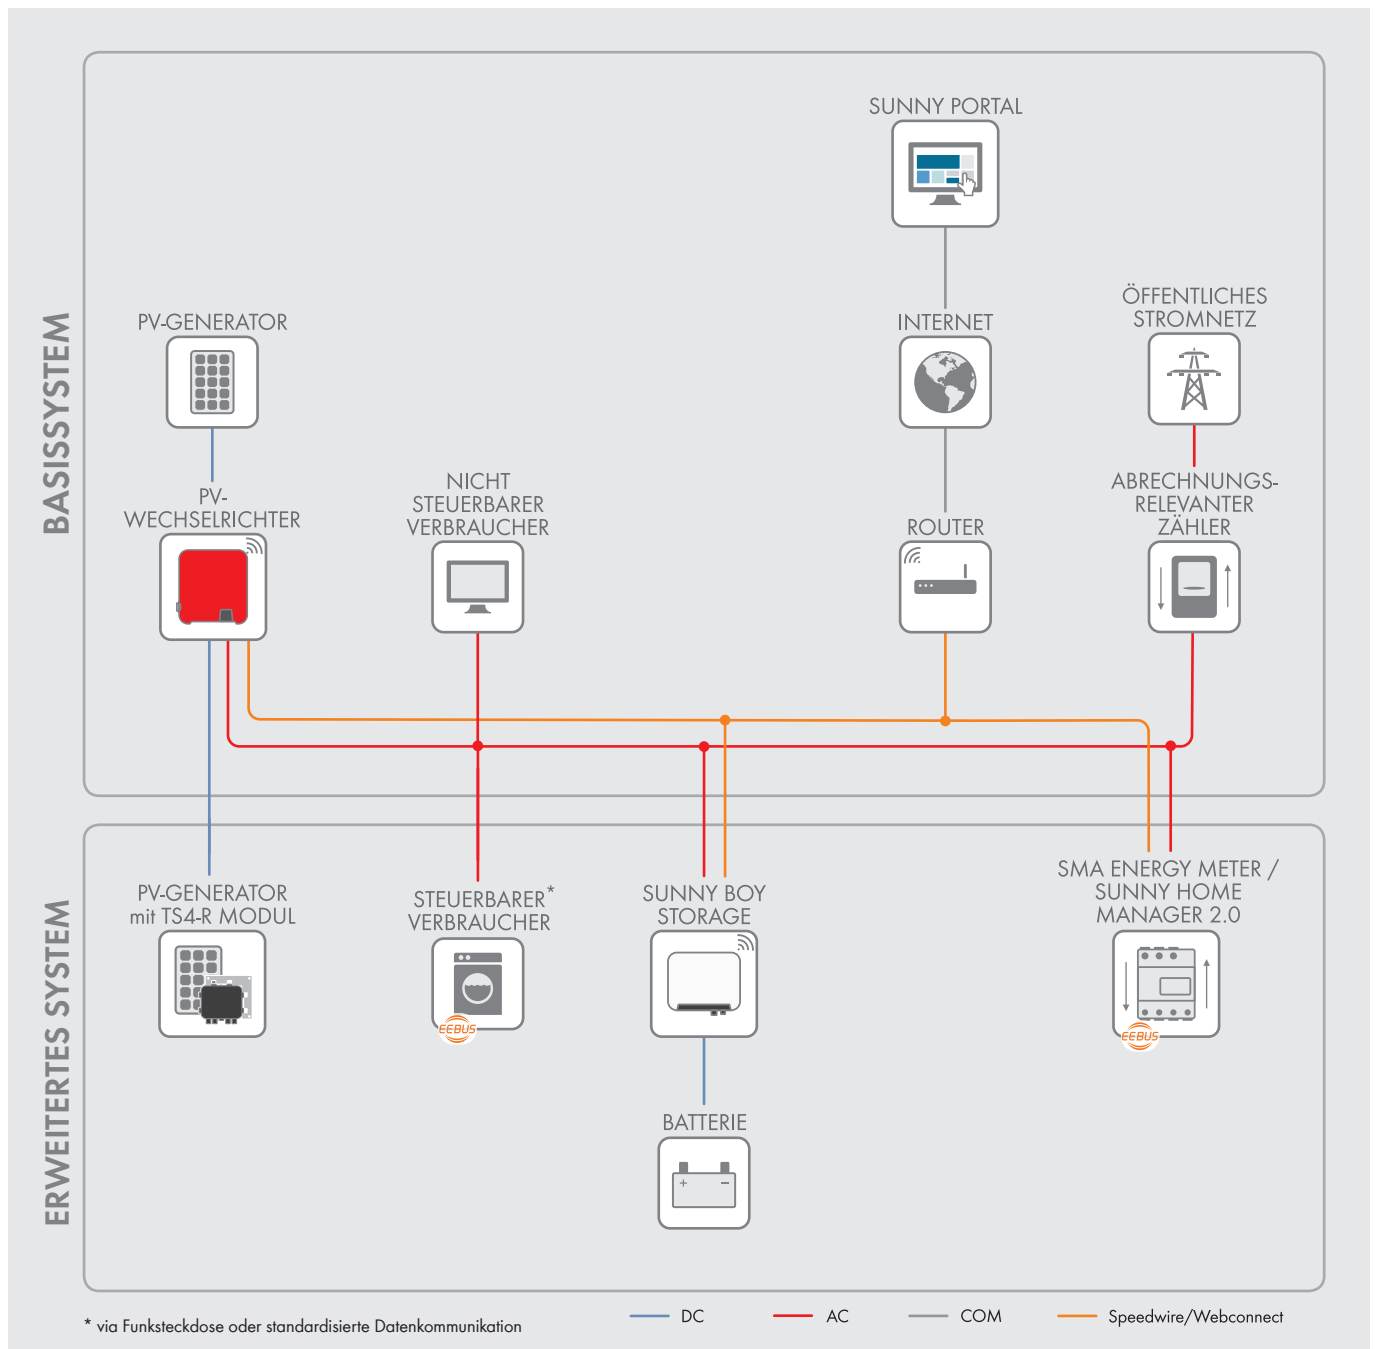 BASISSYSTEM
SUNNY PORTAL
PV-GENERATOR
INTERNET
ÖFFENTLICHES
STROMNETZ
PV-
WECHSELRICHTER
NICHT
STEUERBARER
VERBRAUCHER
ROUTER
ABRECHNUNGS-
RELEVANTER
ZÄHLER
ERWEITERTES SYSTEM
PV-GENERATOR
mit TS4-R MODUL
STEUERBARER*
VERBRAUCHER
EEBUS
SUNNY BOY
STORAGE
SMA ENERGY METER /
SUNNY HOME
MANAGER 2.0
EEBUS
BATTERIE
+ −
* via Funksteckdose oder standardisierte Datenkommunikation
DC
AC
COM
Speedwire/Webconnect